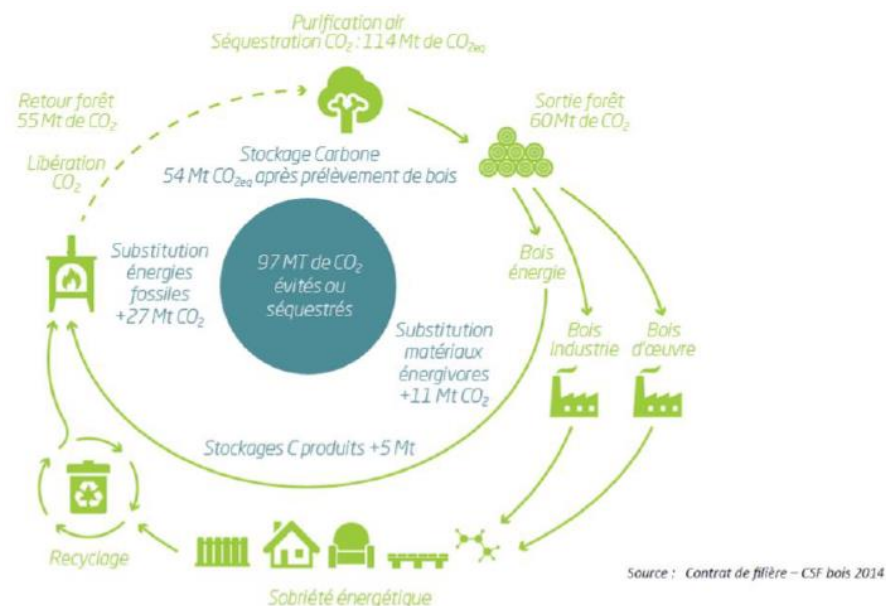 Purification air
Séquestration CO₂ : 114 Mt de CO₂eq
Retour forêt
55 Mt de CO₂
Sortie forêt
60 Mt de CO₂
Libération
CO₂
Stockage Carbone
54 Mt CO₂eq après prélèvement de bois
Substitution
énergies
fossiles
+27 Mt CO₂
97 MT de CO₂
évités ou
séquestrés
Bois
énergie
Substitution
matériaux
énergivores
+11 Mt CO₂
Bois
Industrie
Bois
d'œuvre
Stockages C produits +5 Mt
Recyclage
Sobriété énergétique
Source : Contrat de filière – CSF bois 2014